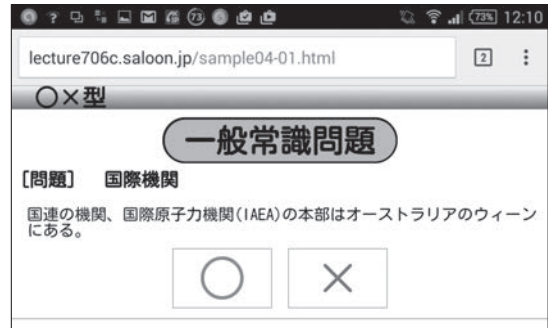 73 73% 12:10
lecture706c.saloon.jp/sample04-01.html 2
○×型
一般常識問題
[問題] 国際機関
国連の機関、国際原子力機関(IAEA)の本部はオーストラリアのウィーン
にある。
○ ×